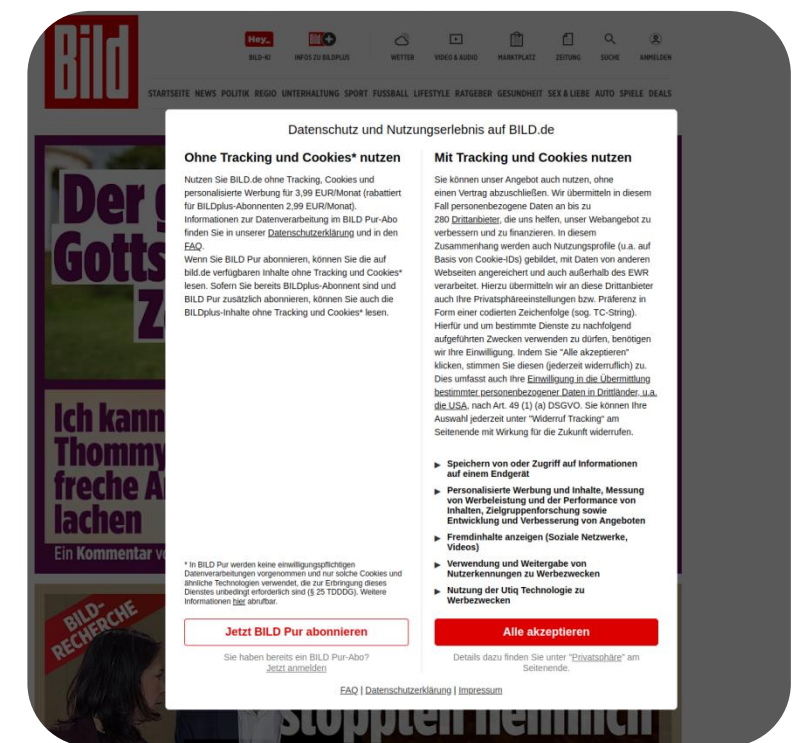 Bild
Hey_
Bild
BILD-KI
INFOS ZU BILDPLUS
WETTER
VIDEO & AUDIO
MARKTPLATZ
ZEITUNG
SUCHE
ANMELDEN
STARTSEITE NEWS POLITIK REGIO UNTERHALTUNG SPORT FUSSBALL LIFESTYLE RATGEBER GESUNDHEIT SEX & LIEBE AUTO SPIELE DEALS
Der
Gotts
Z
Ich kann
Thommy
freche A
lachen
Ein Kommentar vo
BILD-
RECHERCHE
stoppten heimlich
Datenschutz und Nutzungserlebnis auf BILD.de
Ohne Tracking und Cookies* nutzen
Nutzen Sie BILD.de ohne Tracking, Cookies und
personalisierte Werbung für 3,99 EUR/Monat (rabattiert
für BILDplus-Abonnenten 2,99 EUR/Monat).
Informationen zur Datenverarbeitung im BILD Pur-Abo
finden Sie in unserer Datenschutzerklärung und in den
FAQ.
Wenn Sie BILD Pur abonnieren, können Sie die auf
bild.de verfügbaren Inhalte ohne Tracking und Cookies*
lesen. Sofern Sie bereits BILDplus-Abonnent sind und
BILD Pur zusätzlich abonnieren, können Sie auch die
BILDplus-Inhalte ohne Tracking und Cookies* lesen.
* In BILD Pur werden keine einwilligungspflichtigen
Datenverarbeitungen vorgenommen und nur solche Cookies und
ähnliche Technologien verwendet, die zur Erbringung dieses
Dienstes unbedingt erforderlich sind (§ 25 TDDDG). Weitere
Informationen hier abrufbar.
Jetzt BILD Pur abonnieren
Sie haben bereits ein BILD Pur-Abo?
Jetzt anmelden
Mit Tracking und Cookies nutzen
Sie können unser Angebot auch nutzen, ohne
einen Vertrag abzuschließen. Wir übermitteln in diesem
Fall personenbezogene Daten an bis zu
280 Drittanbieter, die uns helfen, unser Webangebot zu
verbessern und zu finanzieren. In diesem
Zusammenhang werden auch Nutzungsprofile (u.a. auf
Basis von Cookie-IDs) gebildet, mit Daten von anderen
Webseiten angereichert und auch außerhalb des EWR
verarbeitet. Hierzu übermitteln wir an diese Drittanbieter
auch Ihre Privatsphäreeinstellungen bzw. Präferenz in
Form einer codierten Zeichenfolge (sog. TC-String).
Hierfür und um bestimmte Dienste zu nachfolgend
aufgeführten Zwecken verwenden zu dürfen, benötigen
wir Ihre Einwilligung. Indem Sie "Alle akzeptieren"
klicken, stimmen Sie diesen (jederzeit widerruflich) zu.
Dies umfasst auch Ihre Einwilligung in die Übermittlung
bestimmter personenbezogener Daten in Drittländer, u.a.
die USA, nach Art. 49 (1) (a) DSGVO. Sie können Ihre
Auswahl jederzeit unter "Widerruf Tracking" am
Seitenende mit Wirkung für die Zukunft widerrufen.
Speichern von oder Zugriff auf Informationen
auf einem Endgerät
Personalisierte Werbung und Inhalte, Messung
von Werbeleistung und der Performance von
Inhalten, Zielgruppenforschung sowie
Entwicklung und Verbesserung von Angeboten
Fremdinhalte anzeigen (Soziale Netzwerke,
Videos)
Verwendung und Weitergabe von
Nutzerkennungen zu Werbezwecken
Nutzung der Utiq Technologie zu
Werbezwecken
Alle akzeptieren
Details dazu finden Sie unter "Privatsphäre" am
Seitenende.
FAQ | Datenschutzerklärung | Impressum